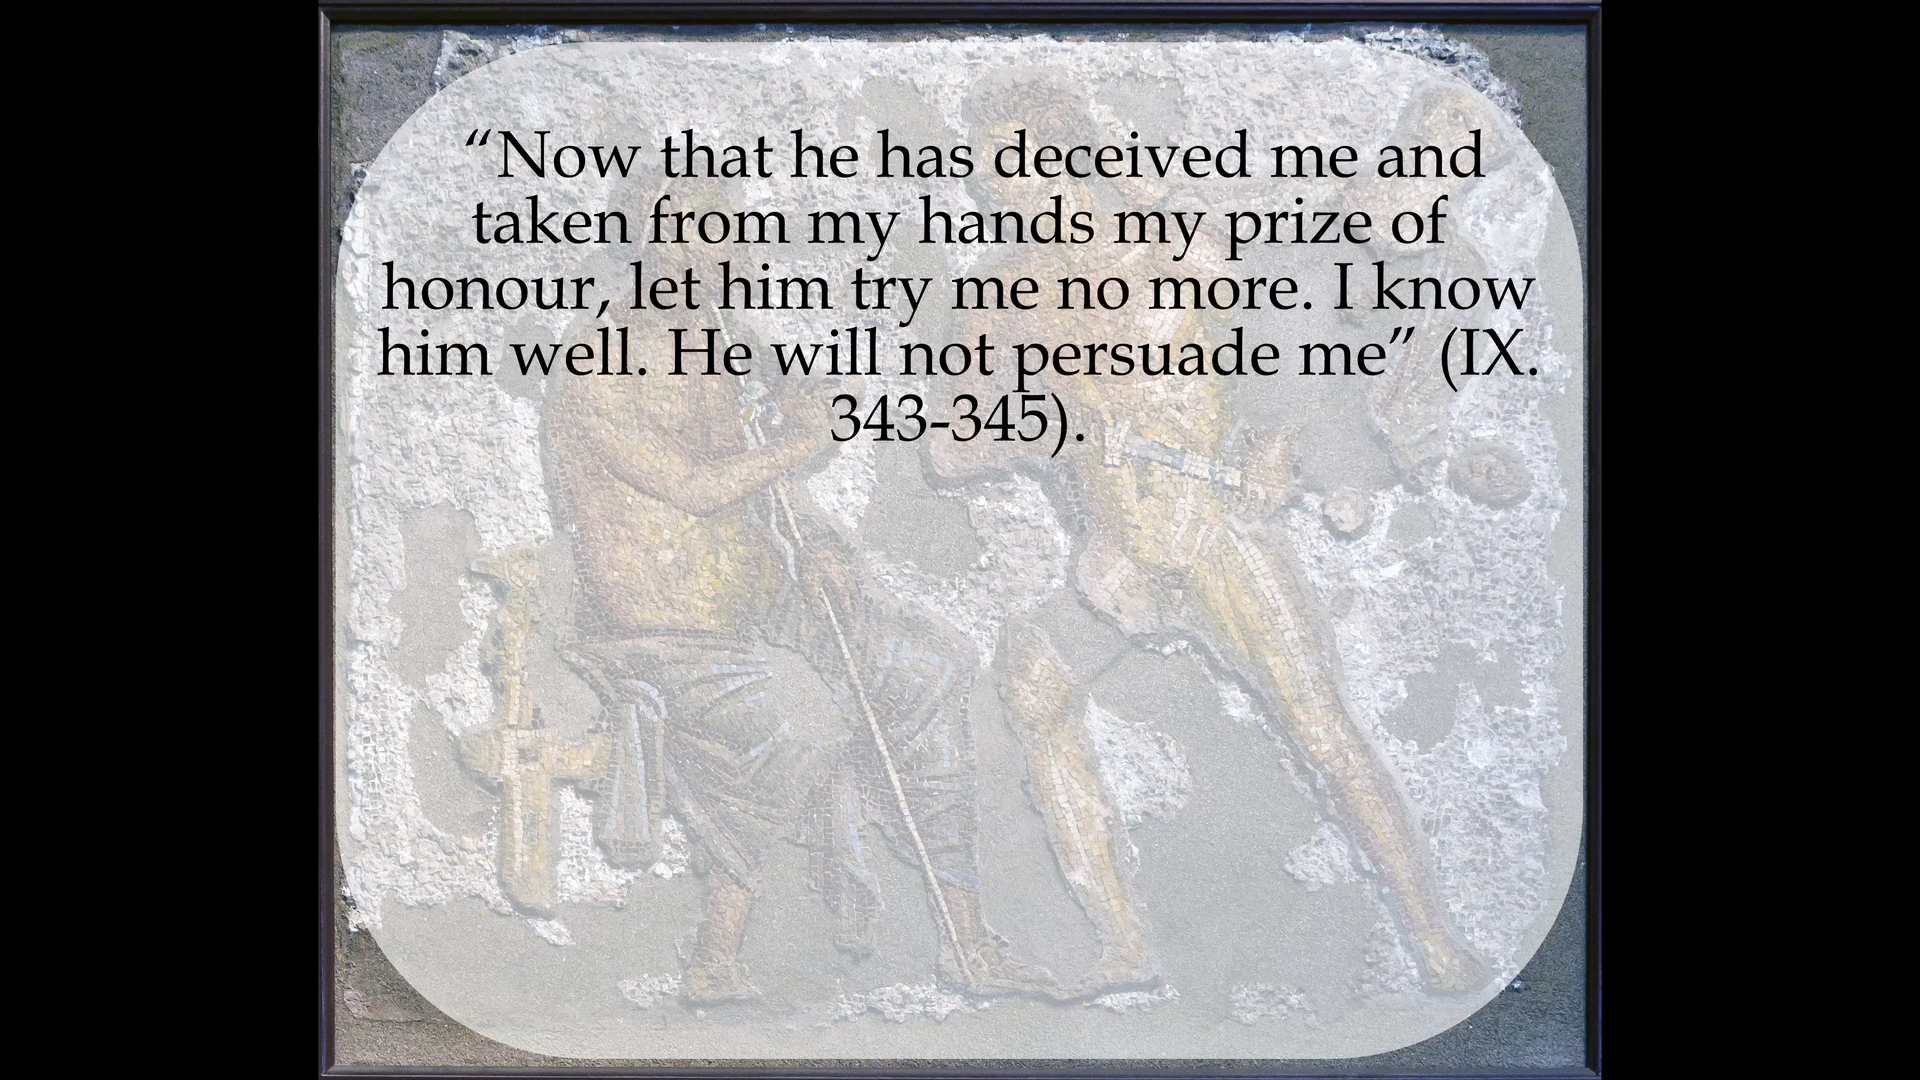 “Now that he has deceived me and
taken from my hands my prize of
honour, let him try me no more. I know
him well. He will not persuade me” (IX.
343-345).